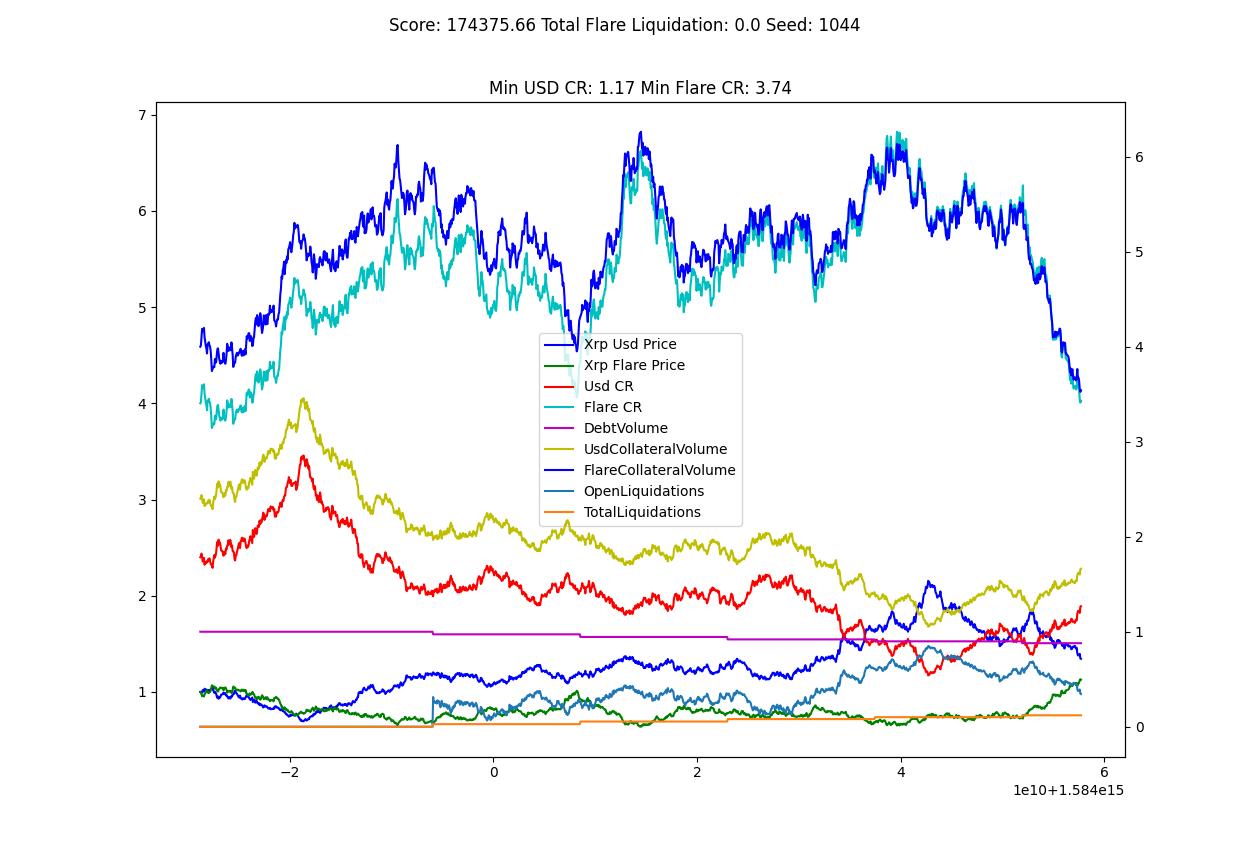 Score: 174375.66 Total Flare Liquidation: 0.0 Seed: 1044
Min USD CR: 1.17 Min Flare CR: 3.74
7
6
5
4
3
2
1
6
5
4
3
2
1
0
Xrp Usd Price
Xrp Flare Price
Usd CR
Flare CR
DebtVolume
UsdCollateralVolume
FlareCollateralVolume
OpenLiquidations
TotalLiquidations
−2 0 2 4 6
1e10+1.584e15